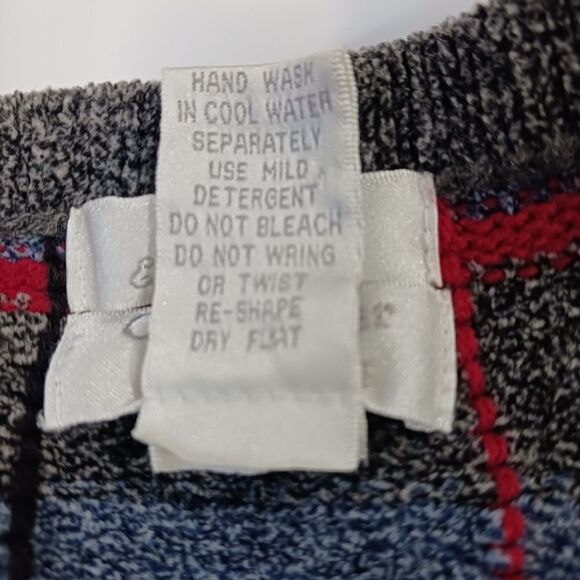 HAND WASH
IN COOL WATER
SEPARATELY
USE MILD
DETERGENT
DO NOT BLEACH
DO NOT WRING
OR TWIST
RE-SHAPE
DRY FLAT